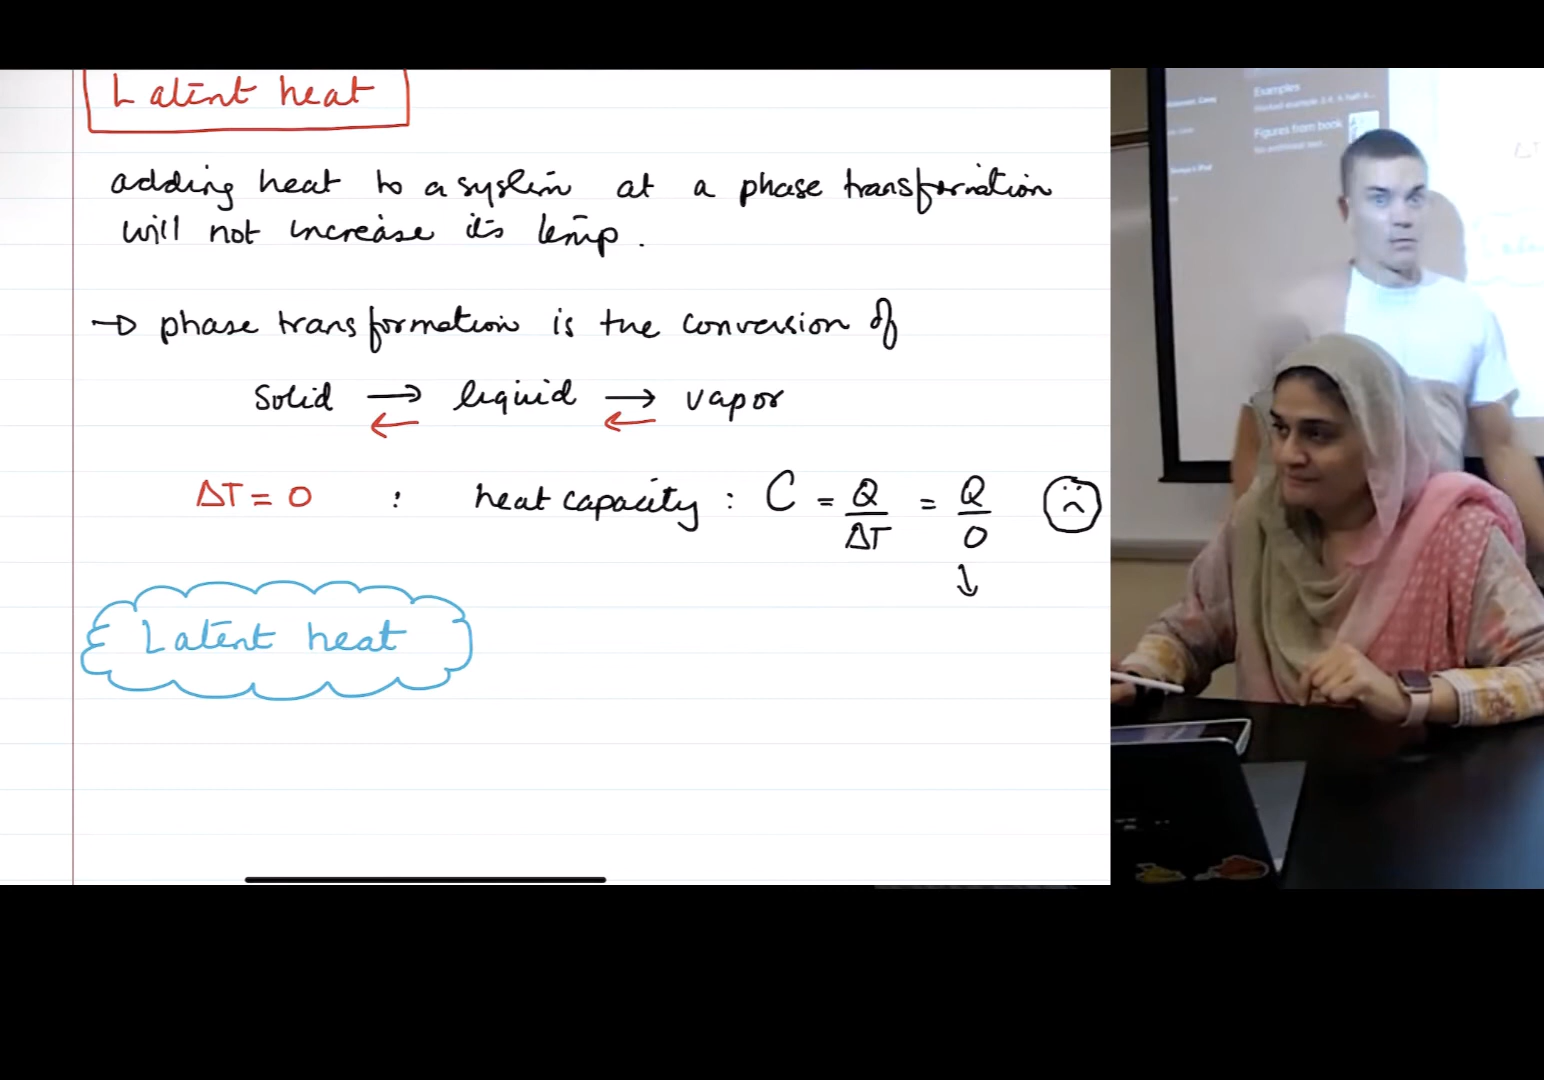 Latent heat
adding heat to a system at a phase transformation
will not increase its temp.
→ phase transformation is the conversion of
Solid → liquid → vapor
← ←
ΔT = 0 : heat capacity : C = Q/ΔT = Q/0
↓
Latent heat
Examples
Figures from book
ΔT